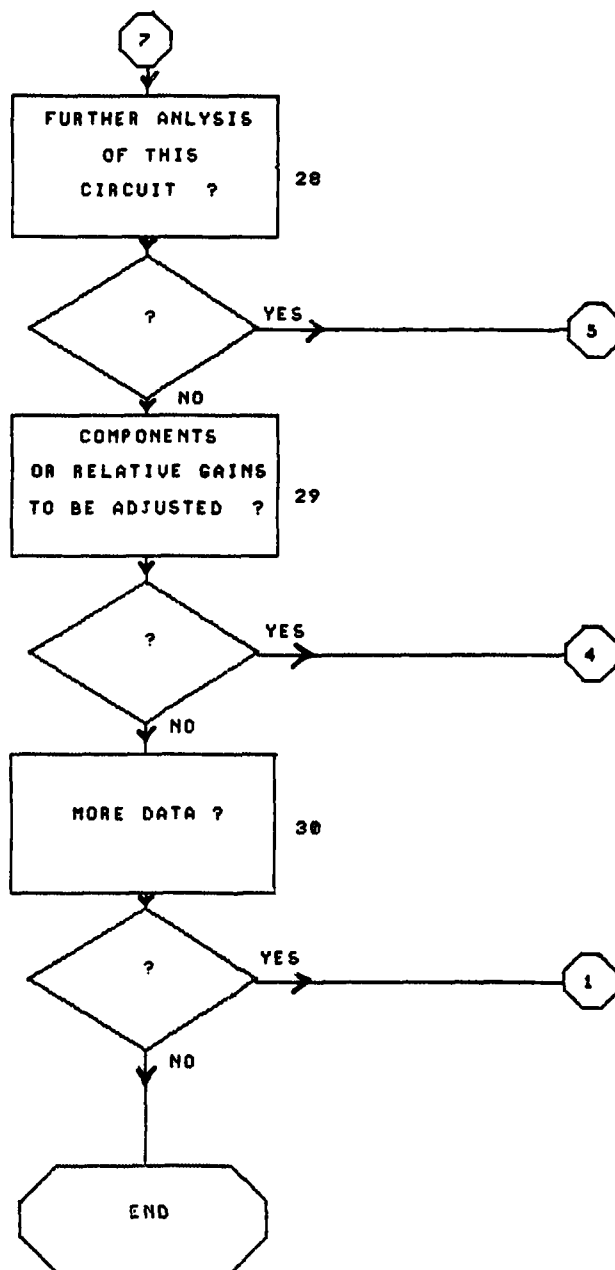 7
FURTHER ANLYSIS
OF THIS
CIRCUIT ?
28
?
YES
5
NO
COMPONENTS
OR RELATIVE GAINS
TO BE ADJUSTED ?
29
?
YES
4
NO
MORE DATA ?
30
?
YES
1
NO
END